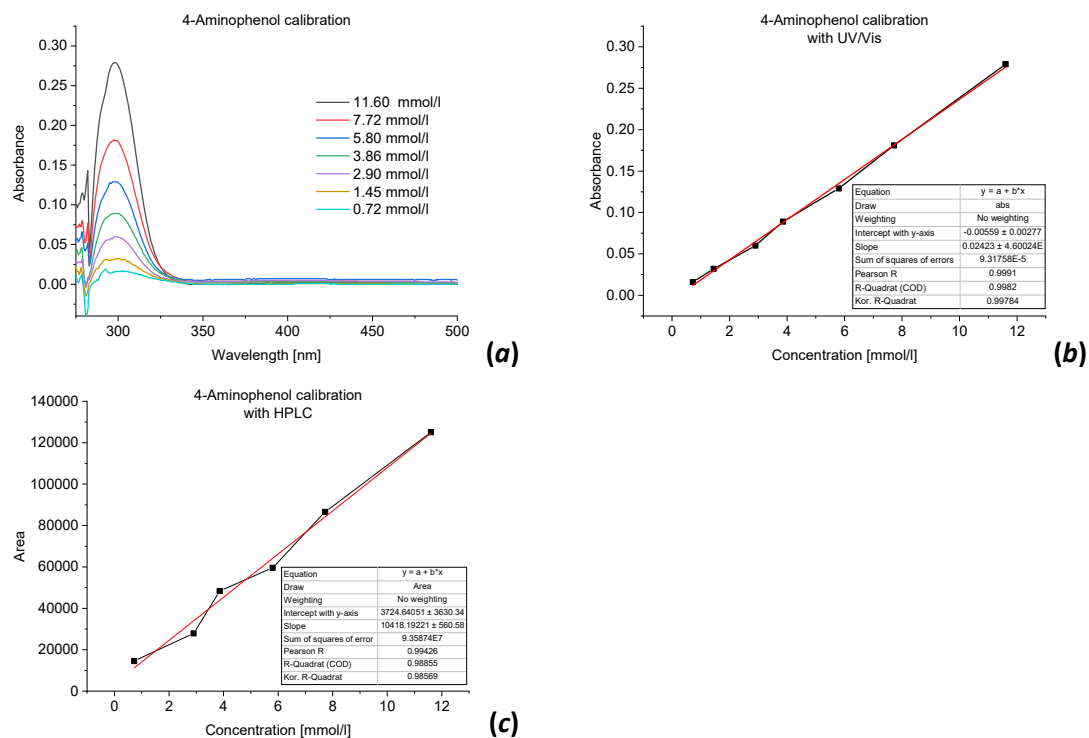 4-Aminophenol calibration
0.30
0.25
0.20
0.15
0.10
0.05
0.00
Absorbance
11.60 mmol/l
7.72 mmol/l
5.80 mmol/l
3.86 mmol/l
2.90 mmol/l
1.45 mmol/l
0.72 mmol/l
300 350 400 450 500
Wavelength [nm]
(a)
4-Aminophenol calibration
with UV/Vis
0.30
0.25
0.20
0.15
0.10
0.05
0.00
Absorbance
Equation y = a + b*x
Draw abs
Weighting No weighting
Intercept with y-axis -0.00559 ± 0.00277
Slope 0.02423 ± 4.60024E
Sum of squares of errors 9.31758E-5
Pearson R 0.9991
R-Quadrat (COD) 0.9982
Kor. R-Quadrat 0.99784
0 2 4 6 8 10 12
Concentration [mmol/l]
(b)
4-Aminophenol calibration
with HPLC
140000
120000
100000
80000
60000
40000
20000
0
Area
Equation y = a + b*x
Draw Area
Weighting No weighting
Intercept with y-axis 3724.64051 ± 3630.34
Slope 10418.19221 ± 560.58
Sum of squares of error 9.35874E7
Pearson R 0.99426
R-Quadrat (COD) 0.98855
Kor. R-Quadrat 0.98569
0 2 4 6 8 10 12
Concentration [mmol/l]
(c)